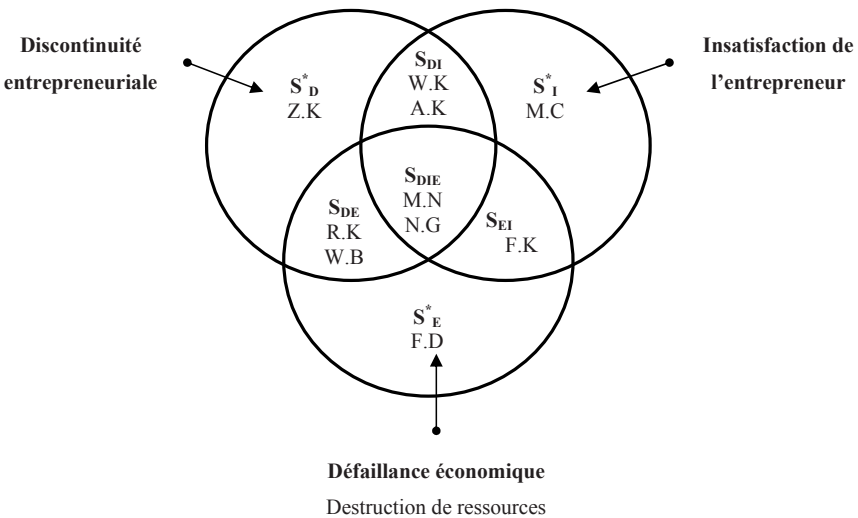 Discontinuité
entrepreneuriale
Insatisfaction de
l'entrepreneur
S*D
Z.K
SDI
W.K
A.K
S*I
M.C
SDIE
M.N
N.G
SDE
R.K
W.B
SEI
F.K
S*E
F.D
Défaillance économique
Destruction de ressources